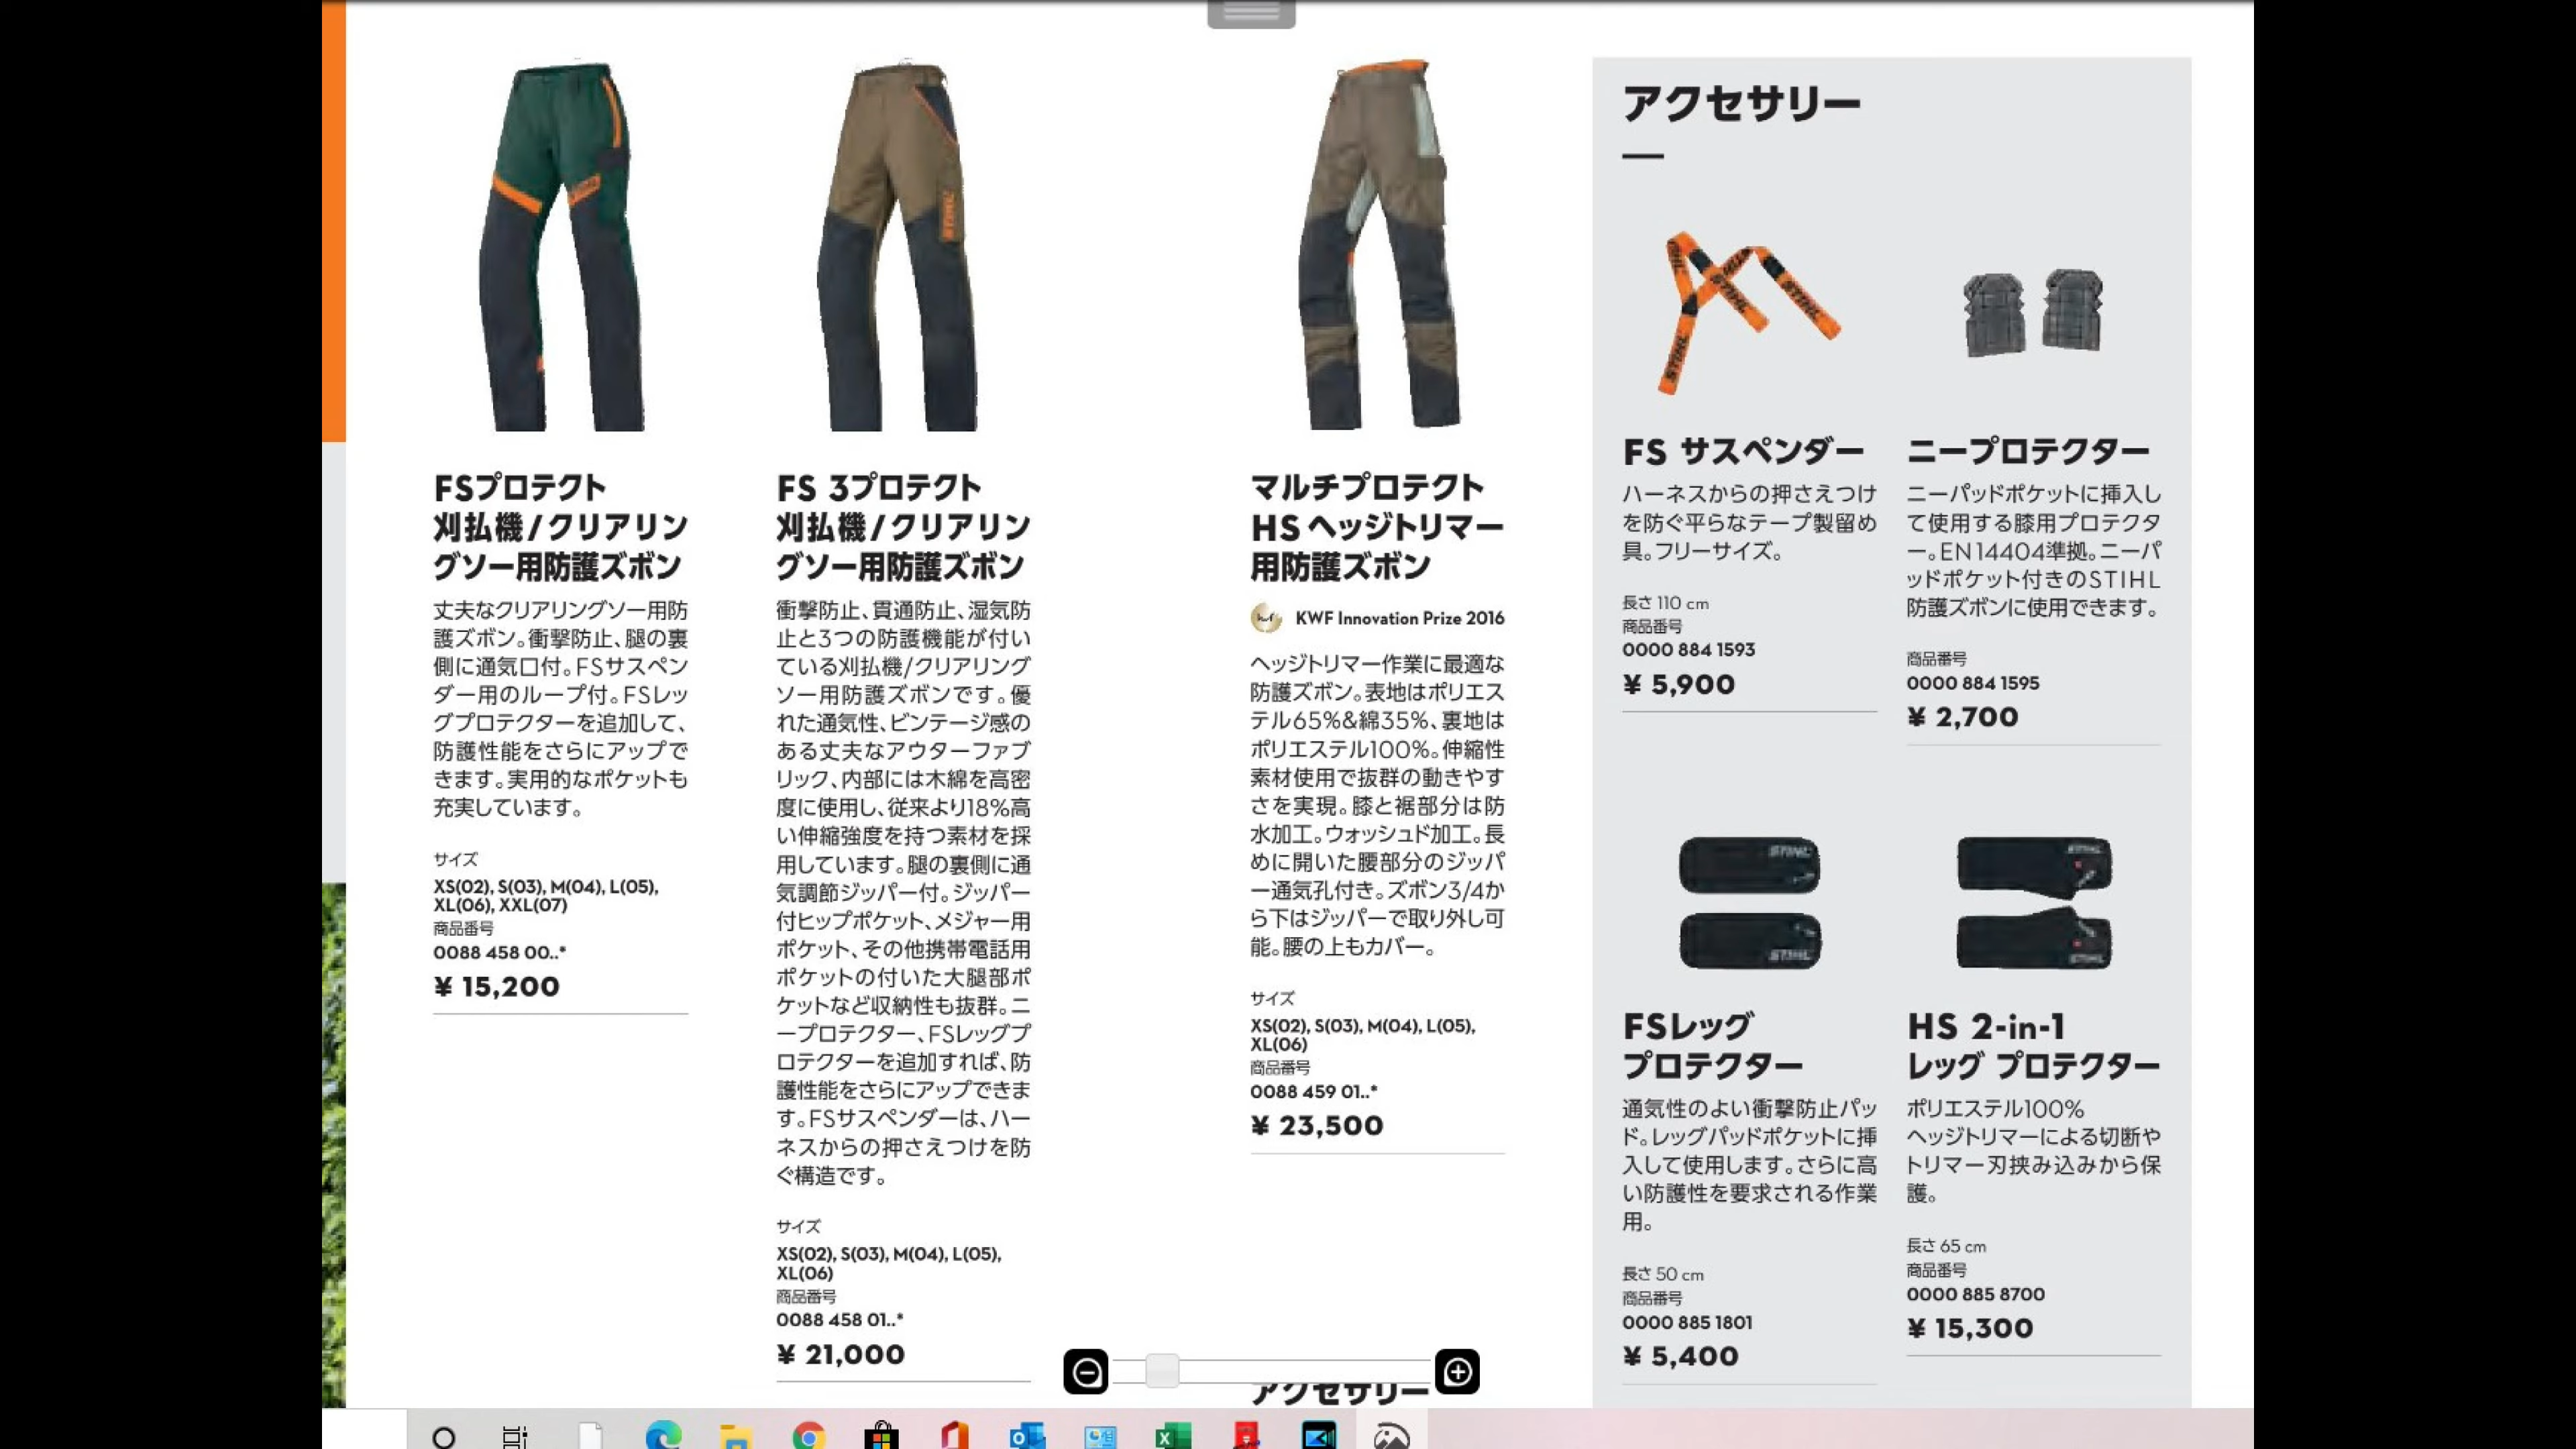 FSプロテクト
刈払機/クリアリン
グソー用防護ズボン
丈夫なクリアリングソー用防
護ズボン。衝撃防止、腿の裏
側に通気口付。FSサスペン
ダー用のループ付。FSレッ
グプロテクターを追加して、
防護性能をさらにアップで
きます。実用的なポケットも
充実しています。
サイズ
XS(02), S(03), M(04), L(05),
XL(06), XXL(07)
商品番号
0088 458 00..*
¥ 15,200
STIHL
FS 3プロテクト
刈払機/クリアリン
グソー用防護ズボン
衝撃防止、貫通防止、湿気防
止と3つの防護機能が付い
ている刈払機/クリアリング
ソー用防護ズボンです。優
れた通気性、ビンテージ感の
ある丈夫なアウターファブ
リック、内部には木綿を高密
度に使用し、従来より18%高
い伸縮強度を持つ素材を採
用しています。腿の裏側に通
気調節ジッパー付。ジッパー
付ヒップポケット、メジャー用
ポケット、その他携帯電話用
ポケットの付いた大腿部ポ
ケットなど収納性も抜群。ニ
ープロテクター、FSレッグプ
ロテクターを追加すれば、防
護性能をさらにアップできま
す。FSサスペンダーは、ハー
ネスからの押さえつけを防
ぐ構造です。
サイズ
XS(02), S(03), M(04), L(05),
XL(06)
商品番号
0088 458 01..*
¥ 21,000
マルチプロテクト
HS ヘッジトリマー
用防護ズボン
kwf KWF Innovation Prize 2016
ヘッジトリマー作業に最適な
防護ズボン。表地はポリエス
テル65%&綿35%、裏地は
ポリエステル100%。伸縮性
素材使用で抜群の動きやす
さを実現。膝と裾部分は防
水加工。ウォッシュド加工。長
めに開いた腰部分のジッパ
ー通気孔付き。ズボン3/4か
ら下はジッパーで取り外し可
能。腰の上もカバー。
サイズ
XS(02), S(03), M(04), L(05),
XL(06)
商品番号
0088 459 01..*
¥ 23,500
アクセサリー
アクセサリー
STIHL STIHL STIHL STIHL STIHL
FS サスペンダー
ハーネスからの押さえつけ
を防ぐ平らなテープ製留め
具。フリーサイズ。
長さ 110 cm
商品番号
0000 884 1593
¥ 5,900
ニープロテクター
ニーパッドポケットに挿入し
て使用する膝用プロテクタ
ー。EN 14404準拠。ニーパ
ッドポケット付きのSTIHL
防護ズボンに使用できます。
商品番号
0000 884 1595
¥ 2,700
STIHL
STIHL
FSレッグ
プロテクター
通気性のよい衝撃防止パッ
ド。レッグパッドポケットに挿
入して使用します。さらに高
い防護性を要求される作業
用。
長さ 50 cm
商品番号
0000 885 1801
¥ 5,400
STIHL
STIHL
HS 2-in-1
レッグ プロテクター
ポリエステル100%
ヘッジトリマーによる切断や
トリマー刃挟み込みから保
護。
長さ 65 cm
商品番号
0000 885 8700
¥ 15,300